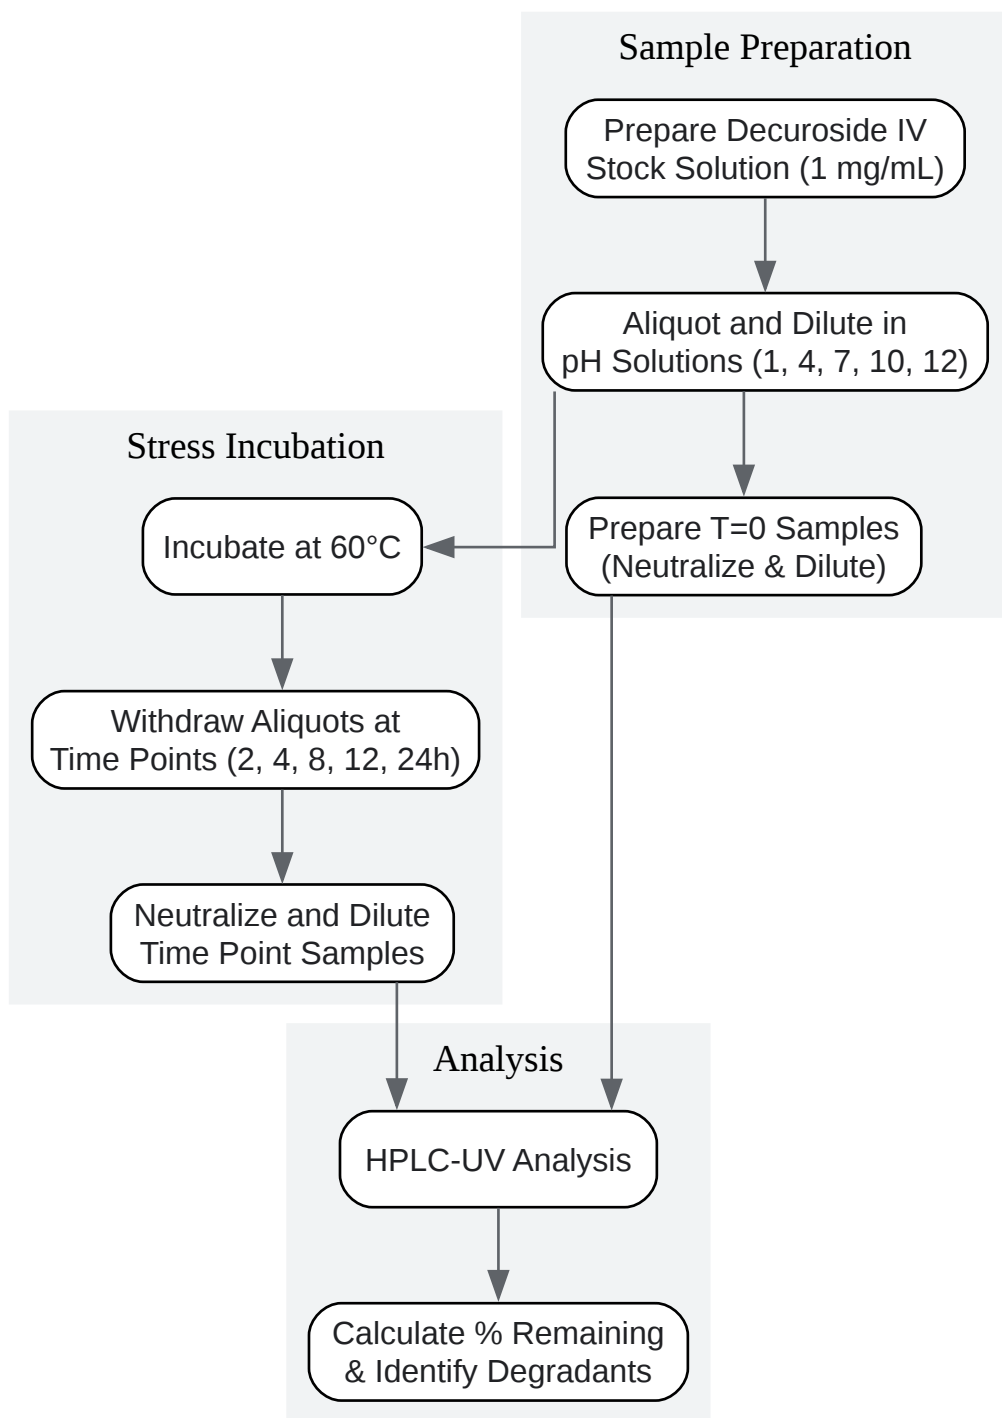 Sample Preparation
Prepare Decuroside IV
Stock Solution (1 mg/mL)
Aliquot and Dilute in
pH Solutions (1, 4, 7, 10, 12)
Prepare T=0 Samples
(Neutralize & Dilute)
Stress Incubation
Incubate at 60°C
Withdraw Aliquots at
Time Points (2, 4, 8, 12, 24h)
Neutralize and Dilute
Time Point Samples
Analysis
HPLC-UV Analysis
Calculate % Remaining
& Identify Degradants